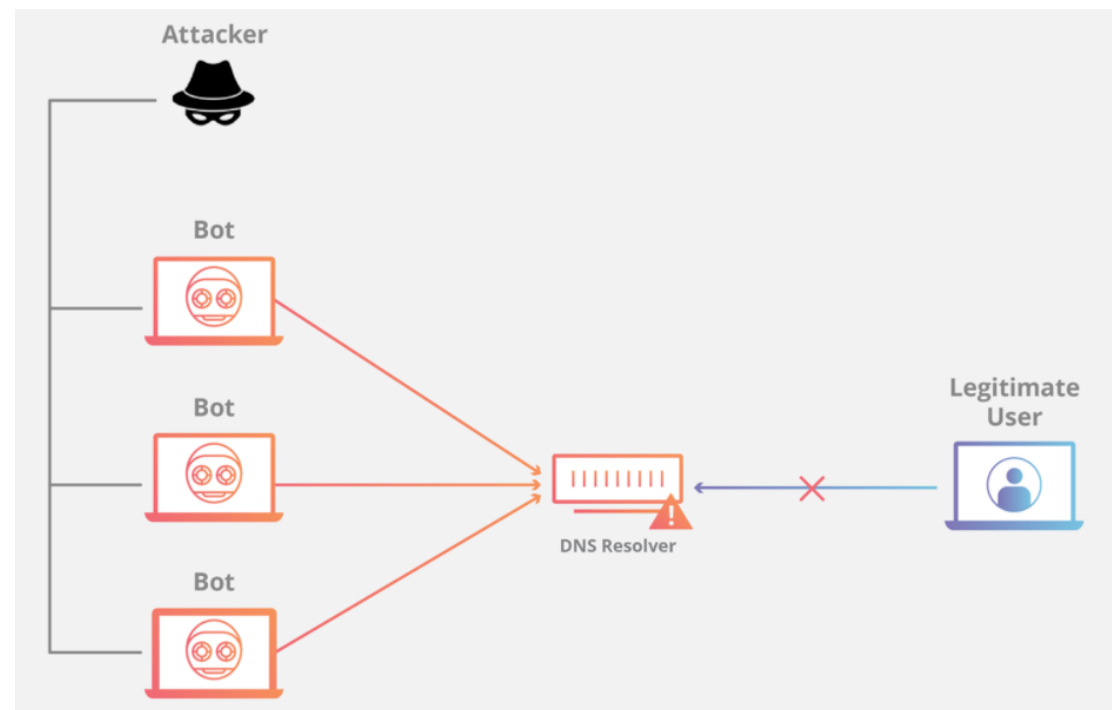 Attacker
Bot
Bot
Legitimate
User
DNS Resolver
Bot